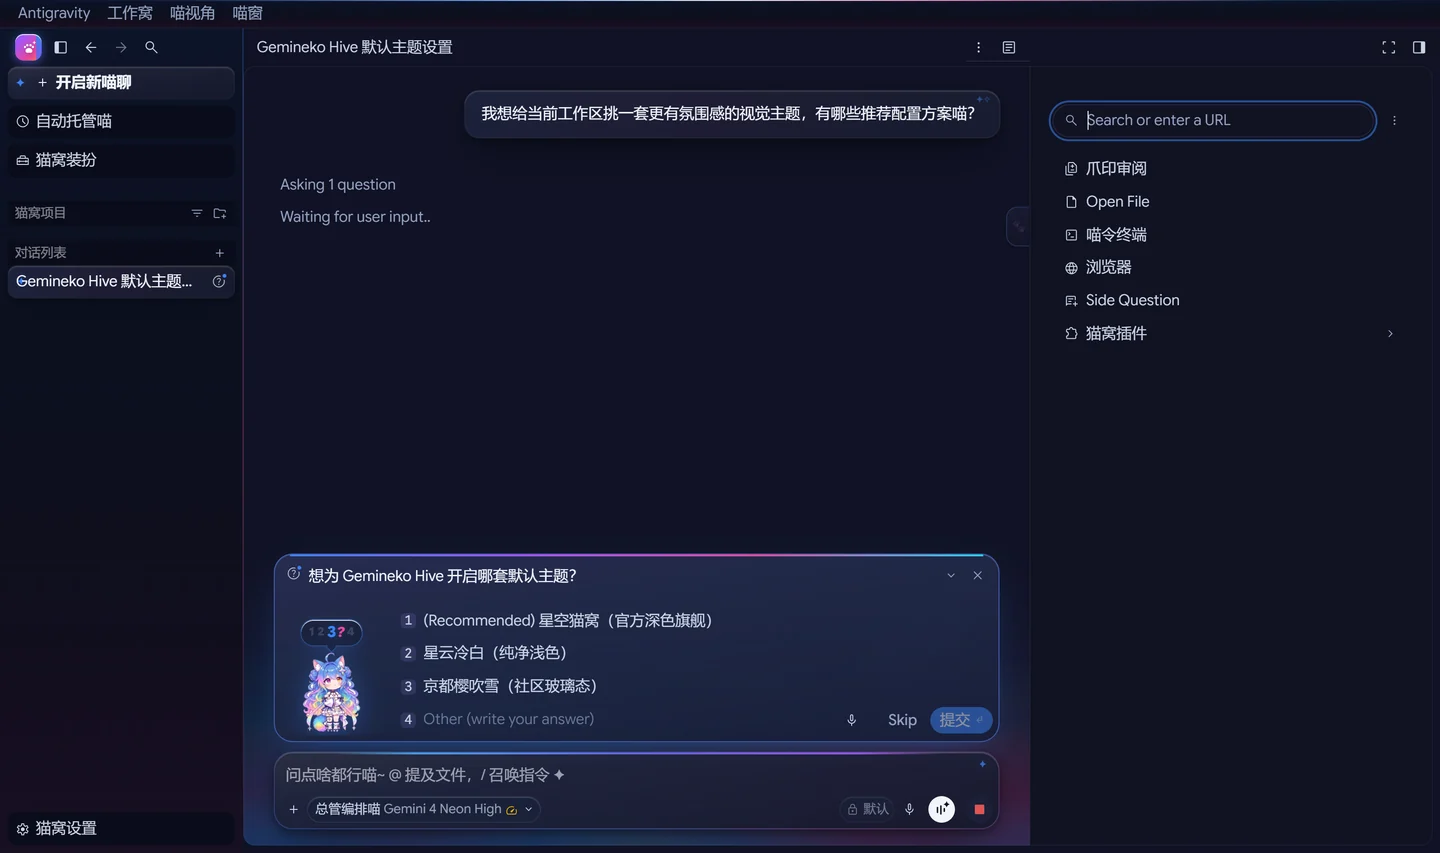 Antigravity 工作窝 喵视角 喵窗
Gemineko Hive 默认主题设置
+ 开启新喵聊
自动托管喵
猫窝装扮
猫窝项目
对话列表 +
Gemineko Hive 默认主题...
猫窝设置
我想给当前工作区挑一套更有氛围感的视觉主题，有哪些推荐配置方案喵？
Asking 1 question
Waiting for user input..
想为 Gemineko Hive 开启哪套默认主题？
1 2 3 ? 4
1 (Recommended) 星空猫窝（官方深色旗舰）
2 星云冷白（纯净浅色）
3 京都樱吹雪（社区玻璃态）
4 Other (write your answer)
Skip 提交
问点啥都行喵~ @ 提及文件，/ 召唤指令
+ 总管编排喵 Gemini 4 Neon High 默认
Search or enter a URL
爪印审阅
Open File
喵令终端
浏览器
Side Question
猫窝插件